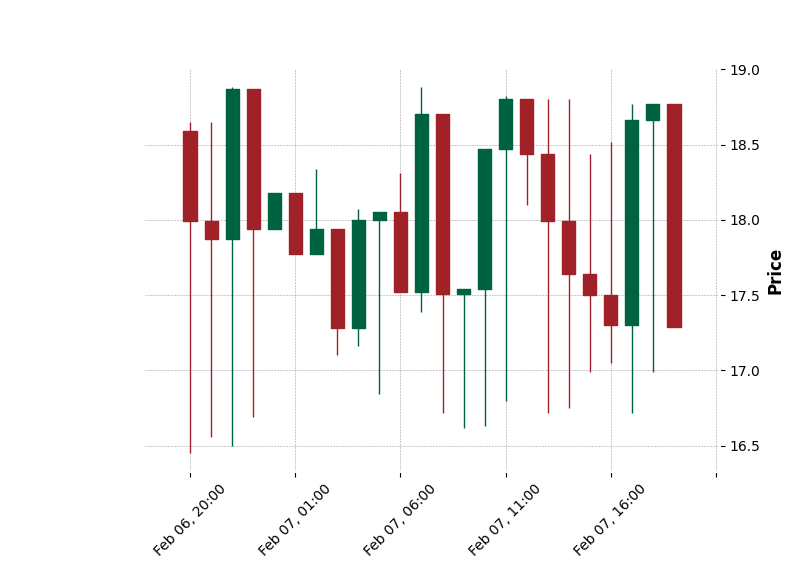 19.0
18.5
18.0
17.5
17.0
16.5
Price
Feb 06, 20:00
Feb 07, 01:00
Feb 07, 06:00
Feb 07, 11:00
Feb 07, 16:00